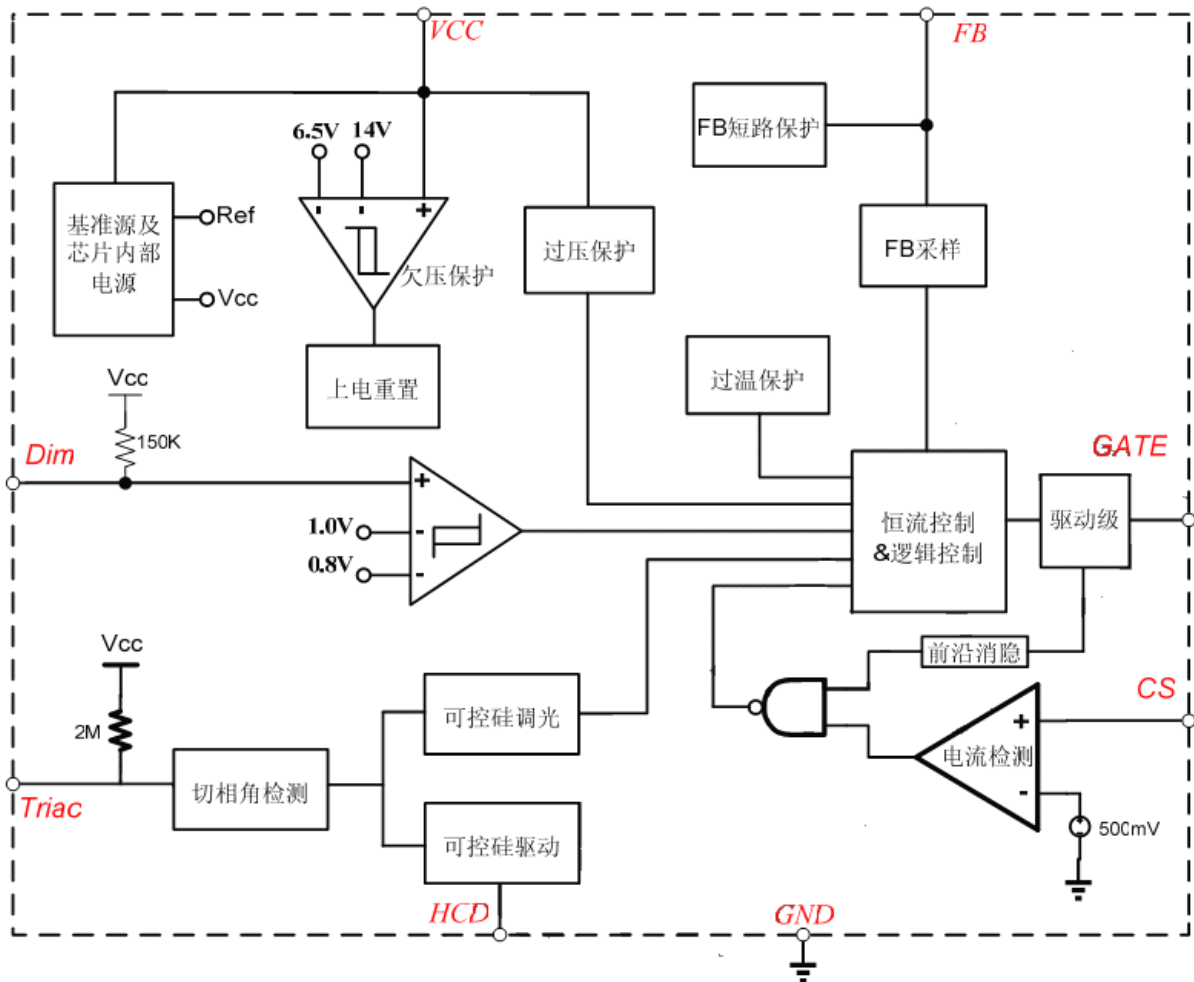 VCC
FB
6.5V 14V
FB短路保护
基准源及
芯片内部
电源
Ref
Vcc
欠压保护
过压保护
FB采样
上电重置
过温保护
Vcc
150K
Dim
GATE
1.0V
0.8V
恒流控制
&逻辑控制
驱动级
前沿消隐
Vcc
2M
可控硅调光
CS
电流检测
切相角检测
Triac
可控硅驱动
500mV
HCD
GND